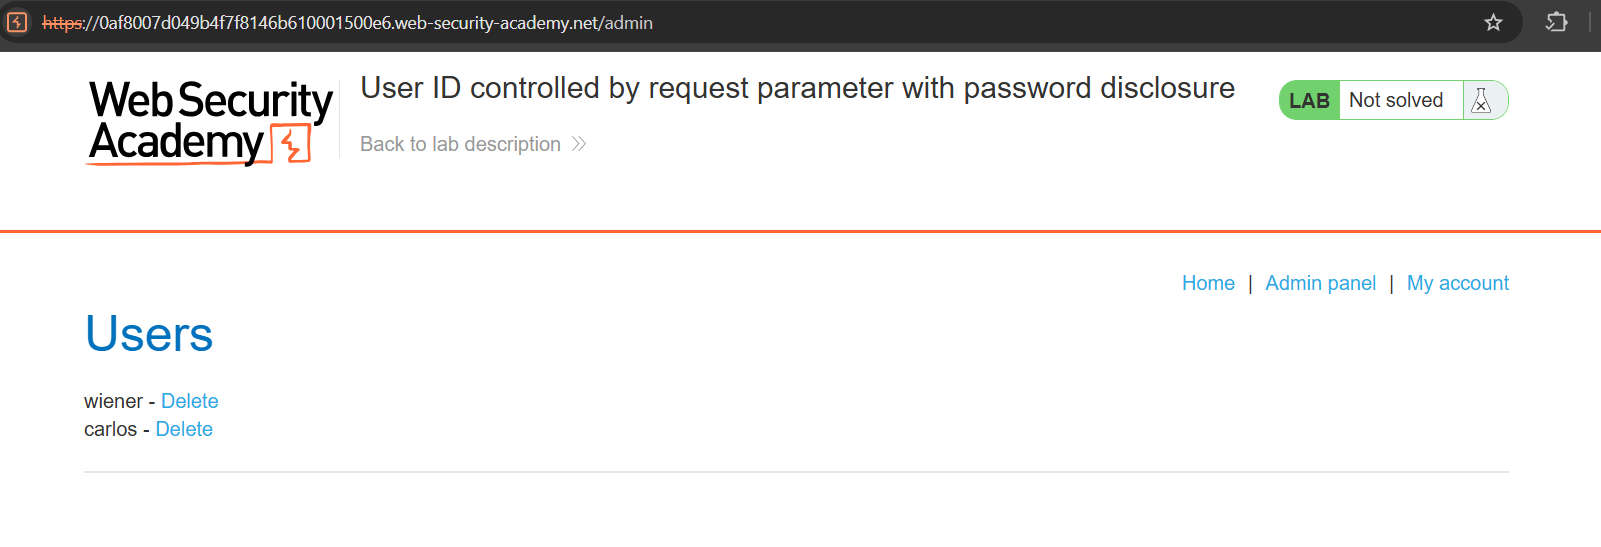 https://0af8007d049b4f7f8146b610001500e6.web-security-academy.net/admin
Web Security
Academy
User ID controlled by request parameter with password disclosure
Back to lab description
LAB Not solved
Home | Admin panel | My account
Users
wiener - Delete
carlos - Delete